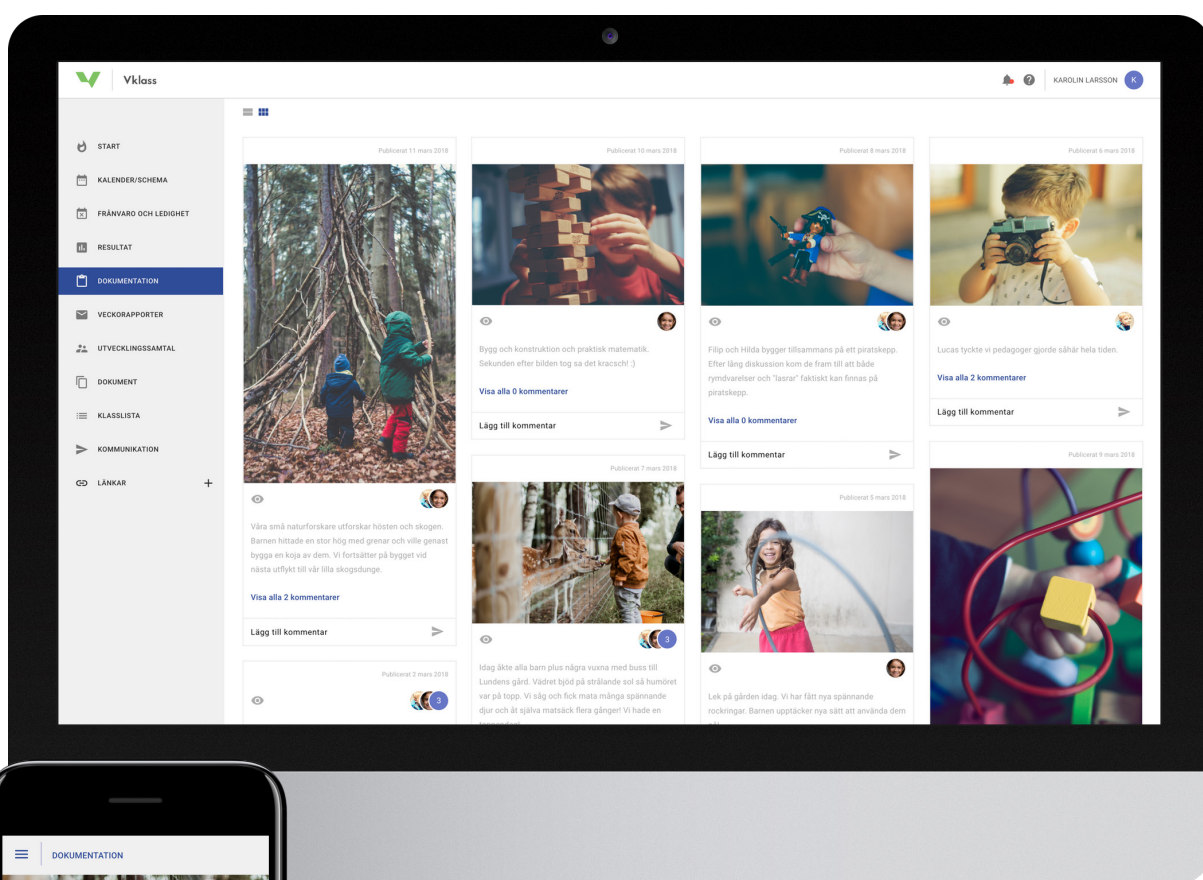 Vklass
KAROLIN LARSSON
K
START
KALENDER/SCHEMA
FRÅNVARO OCH LEDIGHET
RESULTAT
DOKUMENTATION
VECKORAPPORTER
UTVECKLINGSSAMTAL
DOKUMENT
KLASSLISTA
KOMMUNIKATION
LÄNKAR
+
Publicerat 11 mars 2018
Våra små naturforskare utforskar hösten och skogen.
Barnen hittade en stor hög med grenar och ville genast
bygga en koja av dem. Vi fortsätter på bygget vid
nästa utflykt till vår lilla skogsdunge.
Visa alla 2 kommentarer
Lägg till kommentar
Publicerat 2 mars 2018
3
Publicerat 10 mars 2018
Bygg och konstruktion och praktisk matematik.
Sekunden efter bilden tog sa det kracsch! :)
Visa alla 0 kommentarer
Lägg till kommentar
Publicerat 7 mars 2018
3
Idag åkte alla barn plus några vuxna med buss till
Lundens gård. Vädret bjöd på strålande sol så humöret
var på topp. Vi såg och fick mata många spännande
djur och åt själva matsäck flera gånger! Vi hade en
Publicerat 8 mars 2018
Filip och Hilda bygger tillsammans på ett piratskepp.
Efter lång diskussion kom de fram till att både
rymdvarelser och "lasrar" faktiskt kan finnas på
piratskepp.
Visa alla 0 kommentarer
Lägg till kommentar
Publicerat 5 mars 2018
Lek på gården idag. Vi har fått nya spännande
rockringar. Barnen upptäcker nya sätt att använda dem
Publicerat 6 mars 2018
Lucas tyckte vi pedagoger gjorde såhär hela tiden.
Visa alla 2 kommentarer
Lägg till kommentar
Publicerat 9 mars 2018
DOKUMENTATION